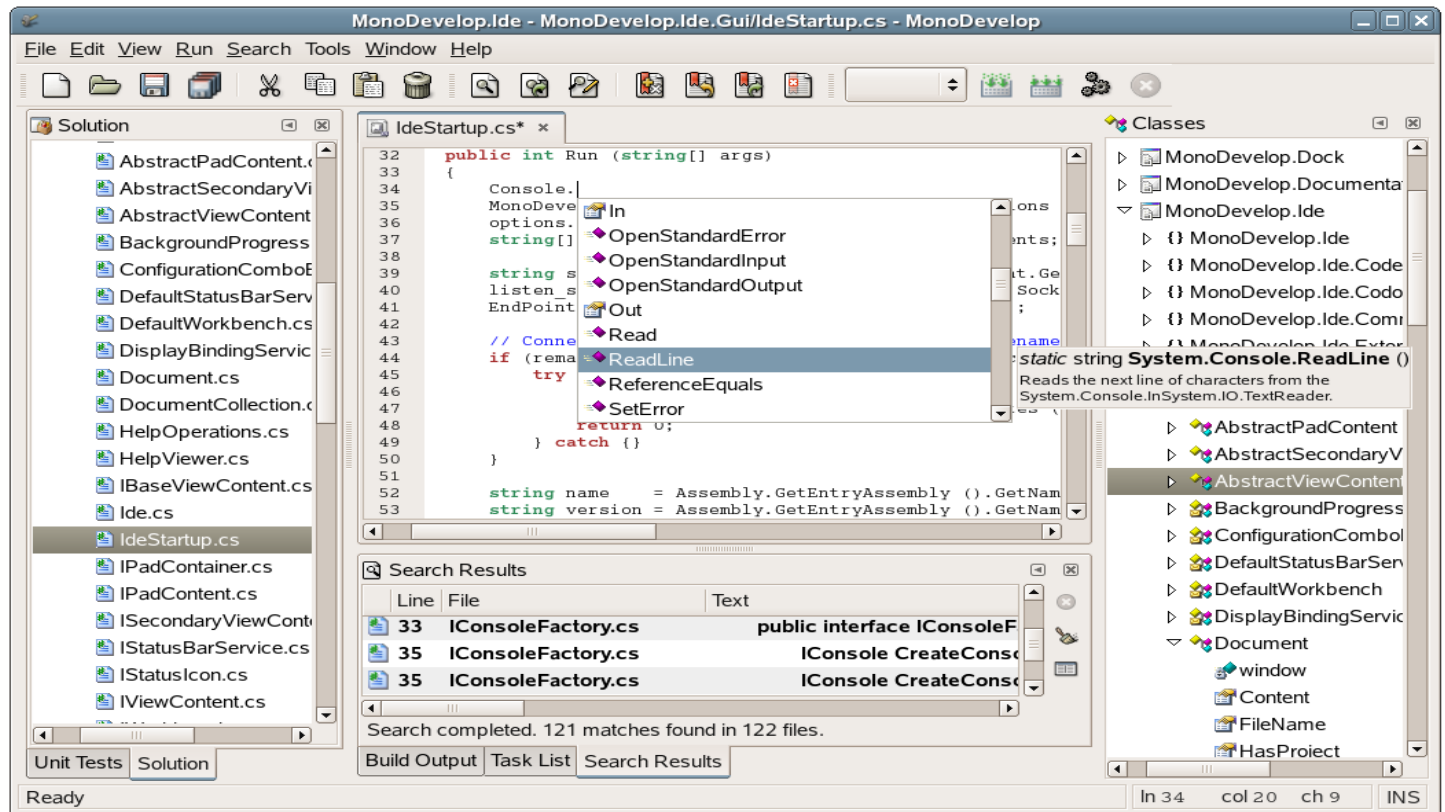 MonoDevelop.Ide - MonoDevelop.Ide.Gui/IdeStartup.cs - MonoDevelop
File Edit View Run Search Tools Window Help
Solution
AbstractPadContent.c
AbstractSecondaryVi
AbstractViewContent
BackgroundProgress
ConfigurationComboB
DefaultStatusBarServ
DefaultWorkbench.cs
DisplayBindingServic
Document.cs
DocumentCollection.c
HelpOperations.cs
HelpViewer.cs
IBaseViewContent.cs
Ide.cs
IdeStartup.cs
IPadContainer.cs
IPadContent.cs
ISecondaryViewConte
IStatusBarService.cs
IStatusIcon.cs
IViewContent.cs
Unit Tests Solution
IdeStartup.cs*
32 public int Run (string[] args)
33 {
34 Console.
35 MonoDeve ions
36 options.
37 string[] nts;
38
39 string s t.Ge
40 listen_s Sock
41 EndPoint ;
42
43 // Conne ename
44 if (rema
45 try
46
47 es (
48 return 0;
49 } catch {}
50 }
51
52 string name = Assembly.GetEntryAssembly ().GetNam
53 string version = Assembly.GetEntryAssembly ().GetNam
In
OpenStandardError
OpenStandardInput
OpenStandardOutput
Out
Read
ReadLine
ReferenceEquals
SetError
static string System.Console.ReadLine ()
Reads the next line of characters from the
System.Console.InSystem.IO.TextReader.
Search Results
Line File Text
33 IConsoleFactory.cs public interface IConsoleF
35 IConsoleFactory.cs IConsole CreateConso
35 IConsoleFactory.cs IConsole CreateConso
Search completed. 121 matches found in 122 files.
Build Output Task List Search Results
Classes
MonoDevelop.Dock
MonoDevelop.Documenta
MonoDevelop.Ide
{} MonoDevelop.Ide
{} MonoDevelop.Ide.Code
{} MonoDevelop.Ide.Codo
{} MonoDevelop.Ide.Comm
AbstractPadContent
AbstractSecondaryV
AbstractViewContent
BackgroundProgress
ConfigurationCombol
DefaultStatusBarServ
DefaultWorkbench
DisplayBindingServic
Document
window
Content
FileName
HasProject
Ready
ln 34 col 20 ch 9 INS